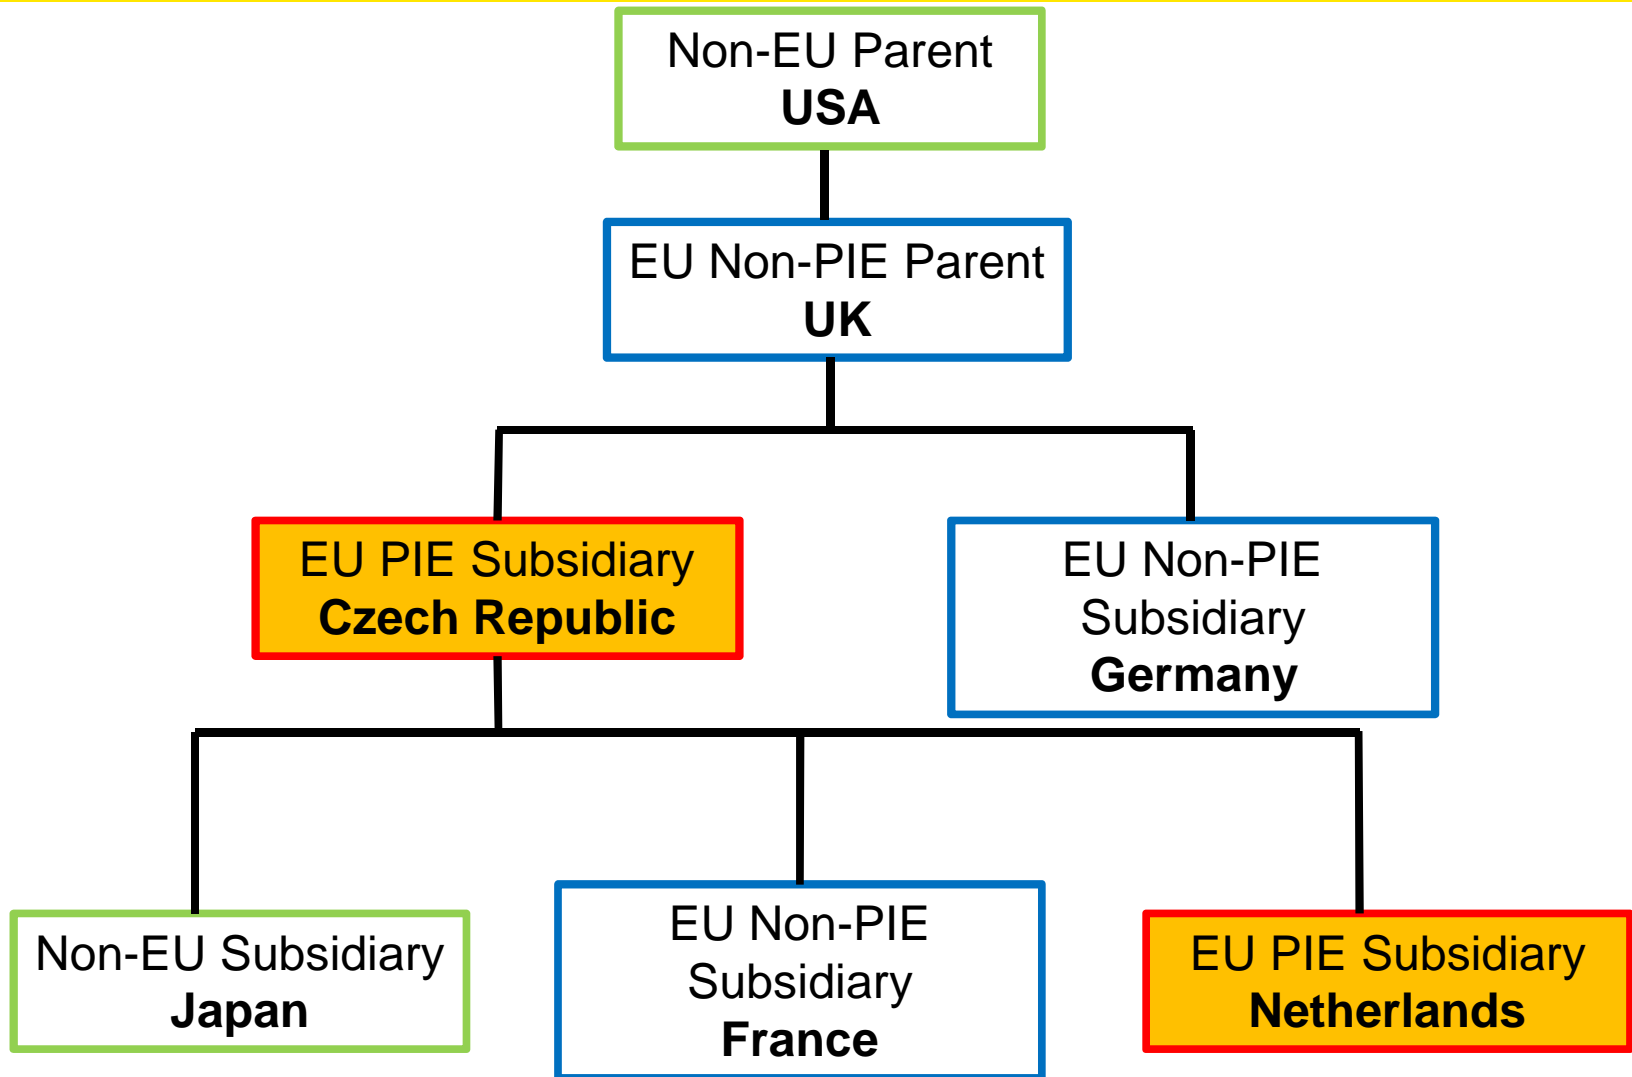 Non-EU Parent
USA
EU Non-PIE Parent
UK
EU PIE Subsidiary
Czech Republic
EU Non-PIE
Subsidiary
Germany
Non-EU Subsidiary
Japan
EU Non-PIE
Subsidiary
France
EU PIE Subsidiary
Netherlands